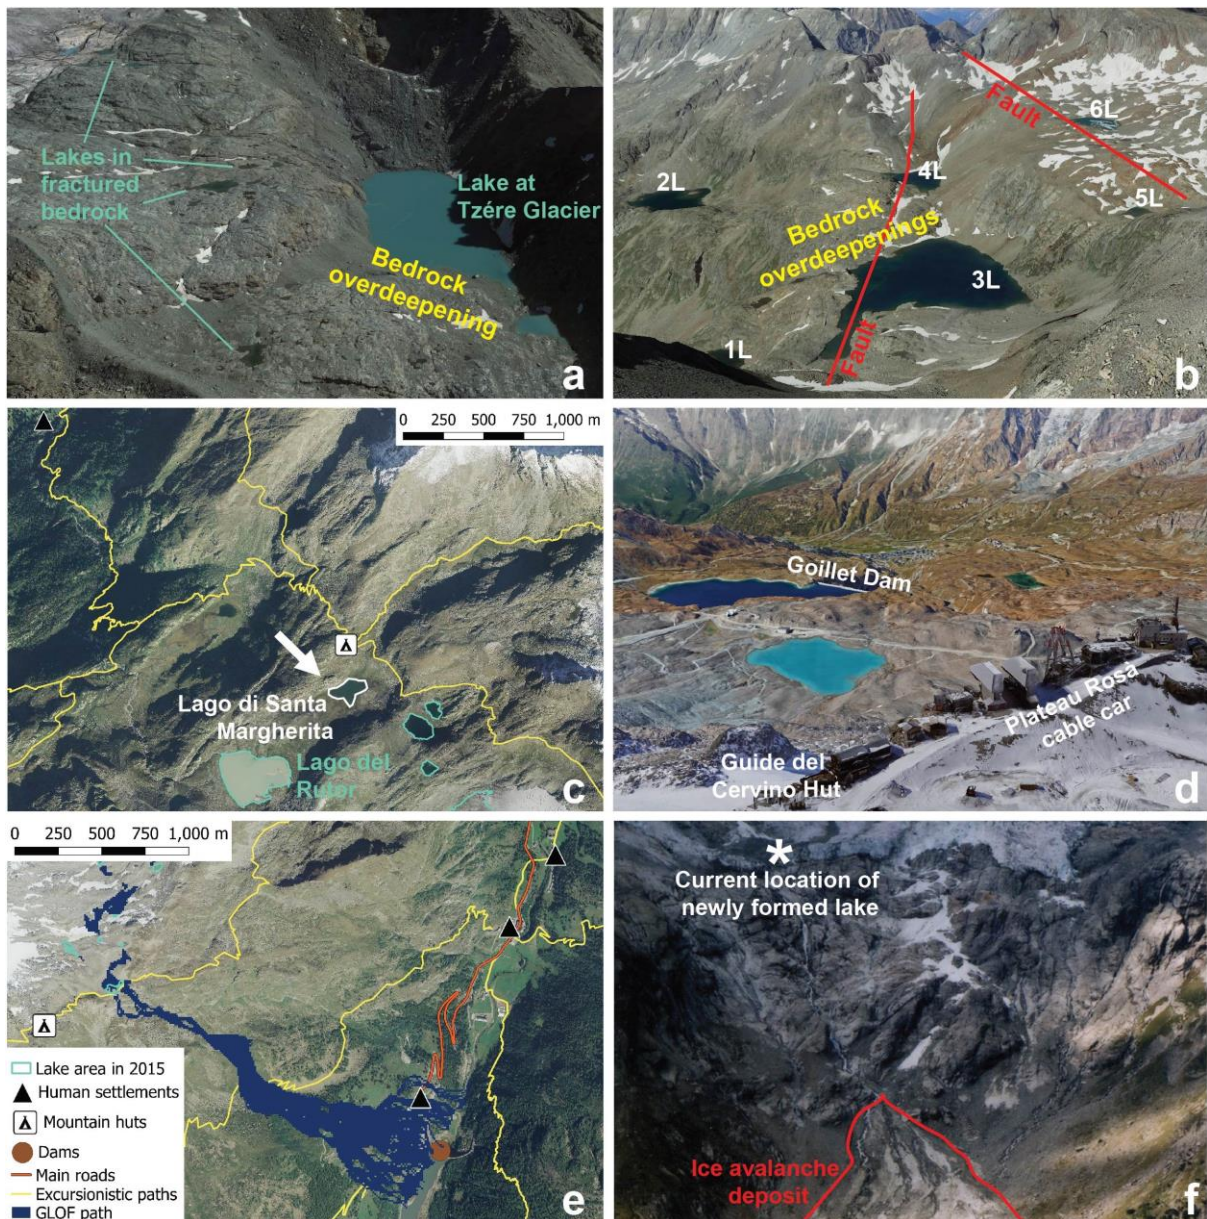 Lakes in
fractured
bedrock
Lake at
Tzére Glacier
Bedrock
overdeepening
a
Fault
6L
2L
4L
5L
Bedrock
overdeepenings
3L
1L
Fault
b
0 250 500 750 1,000 m
Lago di Santa
Margherita
Lago del
Rutor
c
Goillet Dam
Plateau Rosà
cable car
Guide del
Cervino Hut
d
0 250 500 750 1,000 m
Lake area in 2015
Human settlements
Mountain huts
Dams
Main roads
Excursionistic paths
GLOF path
e
*
Current location of
newly formed lake
Ice avalanche
deposit
f